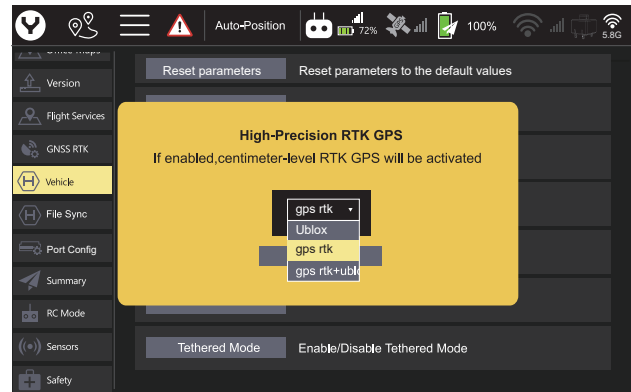 Auto-Position
72%
100%
5.8G
Office Maps
Version
Flight Services
GNSS RTK
Vehicle
File Sync
Port Config
Summary
RC Mode
Sensors
Safety
Reset parameters Reset parameters to the default values
High-Precision RTK GPS
If enabled,centimeter-level RTK GPS will be activated
gps rtk
Ublox
gps rtk
gps rtk+ublo
Tethered Mode Enable/Disable Tethered Mode